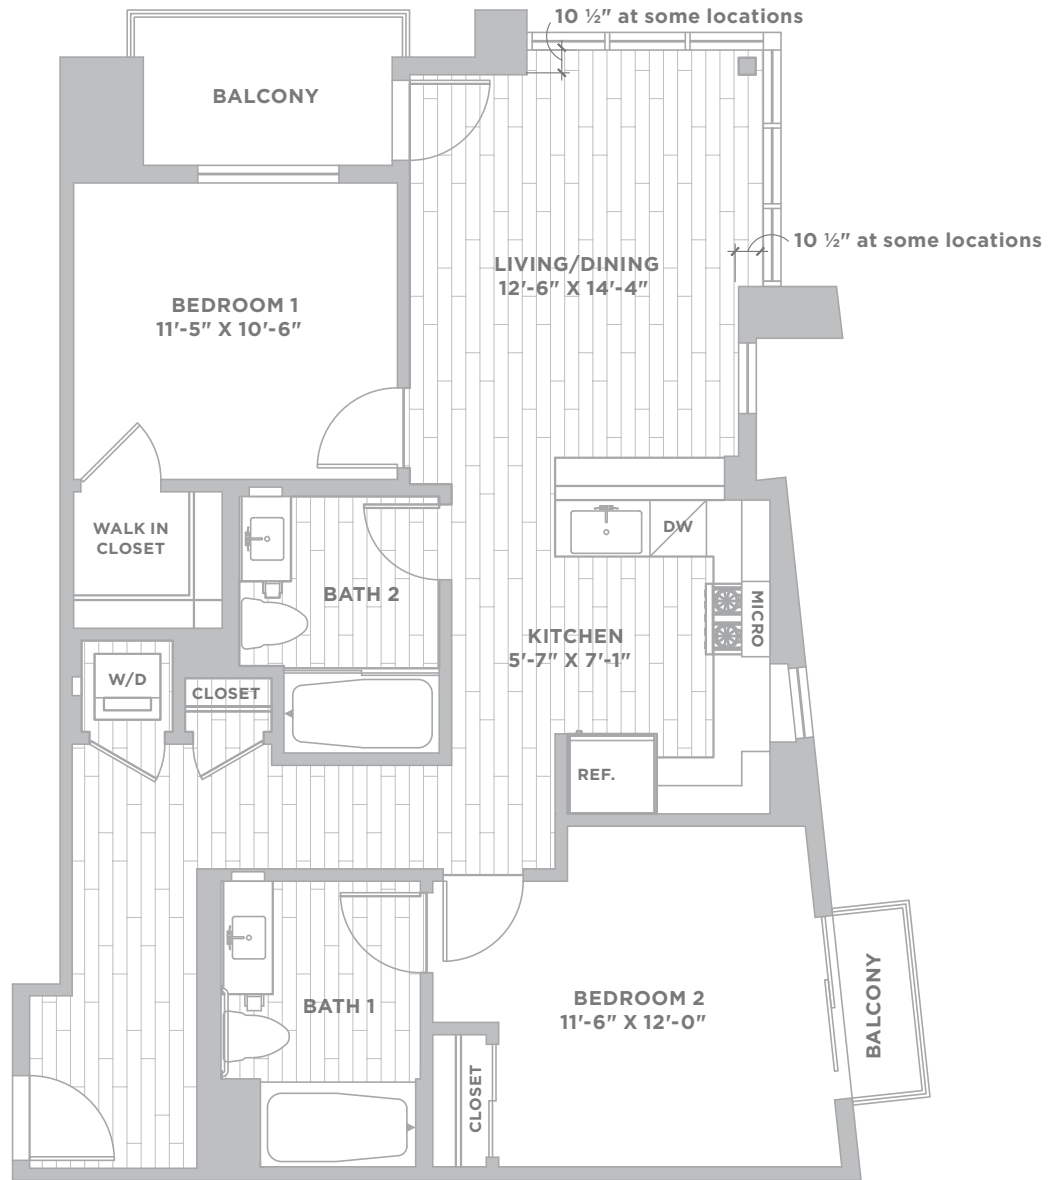 10 ½" at some locations
BALCONY
10 ½" at some locations
LIVING/DINING
12'-6" X 14'-4"
BEDROOM 1
11'-5" X 10'-6"
WALK IN
CLOSET
DW
BATH 2
MICRO
KITCHEN
5'-7" X 7'-1"
W/D
CLOSET
REF.
BATH 1
BEDROOM 2
11'-6" X 12'-0"
BALCONY
CLOSET